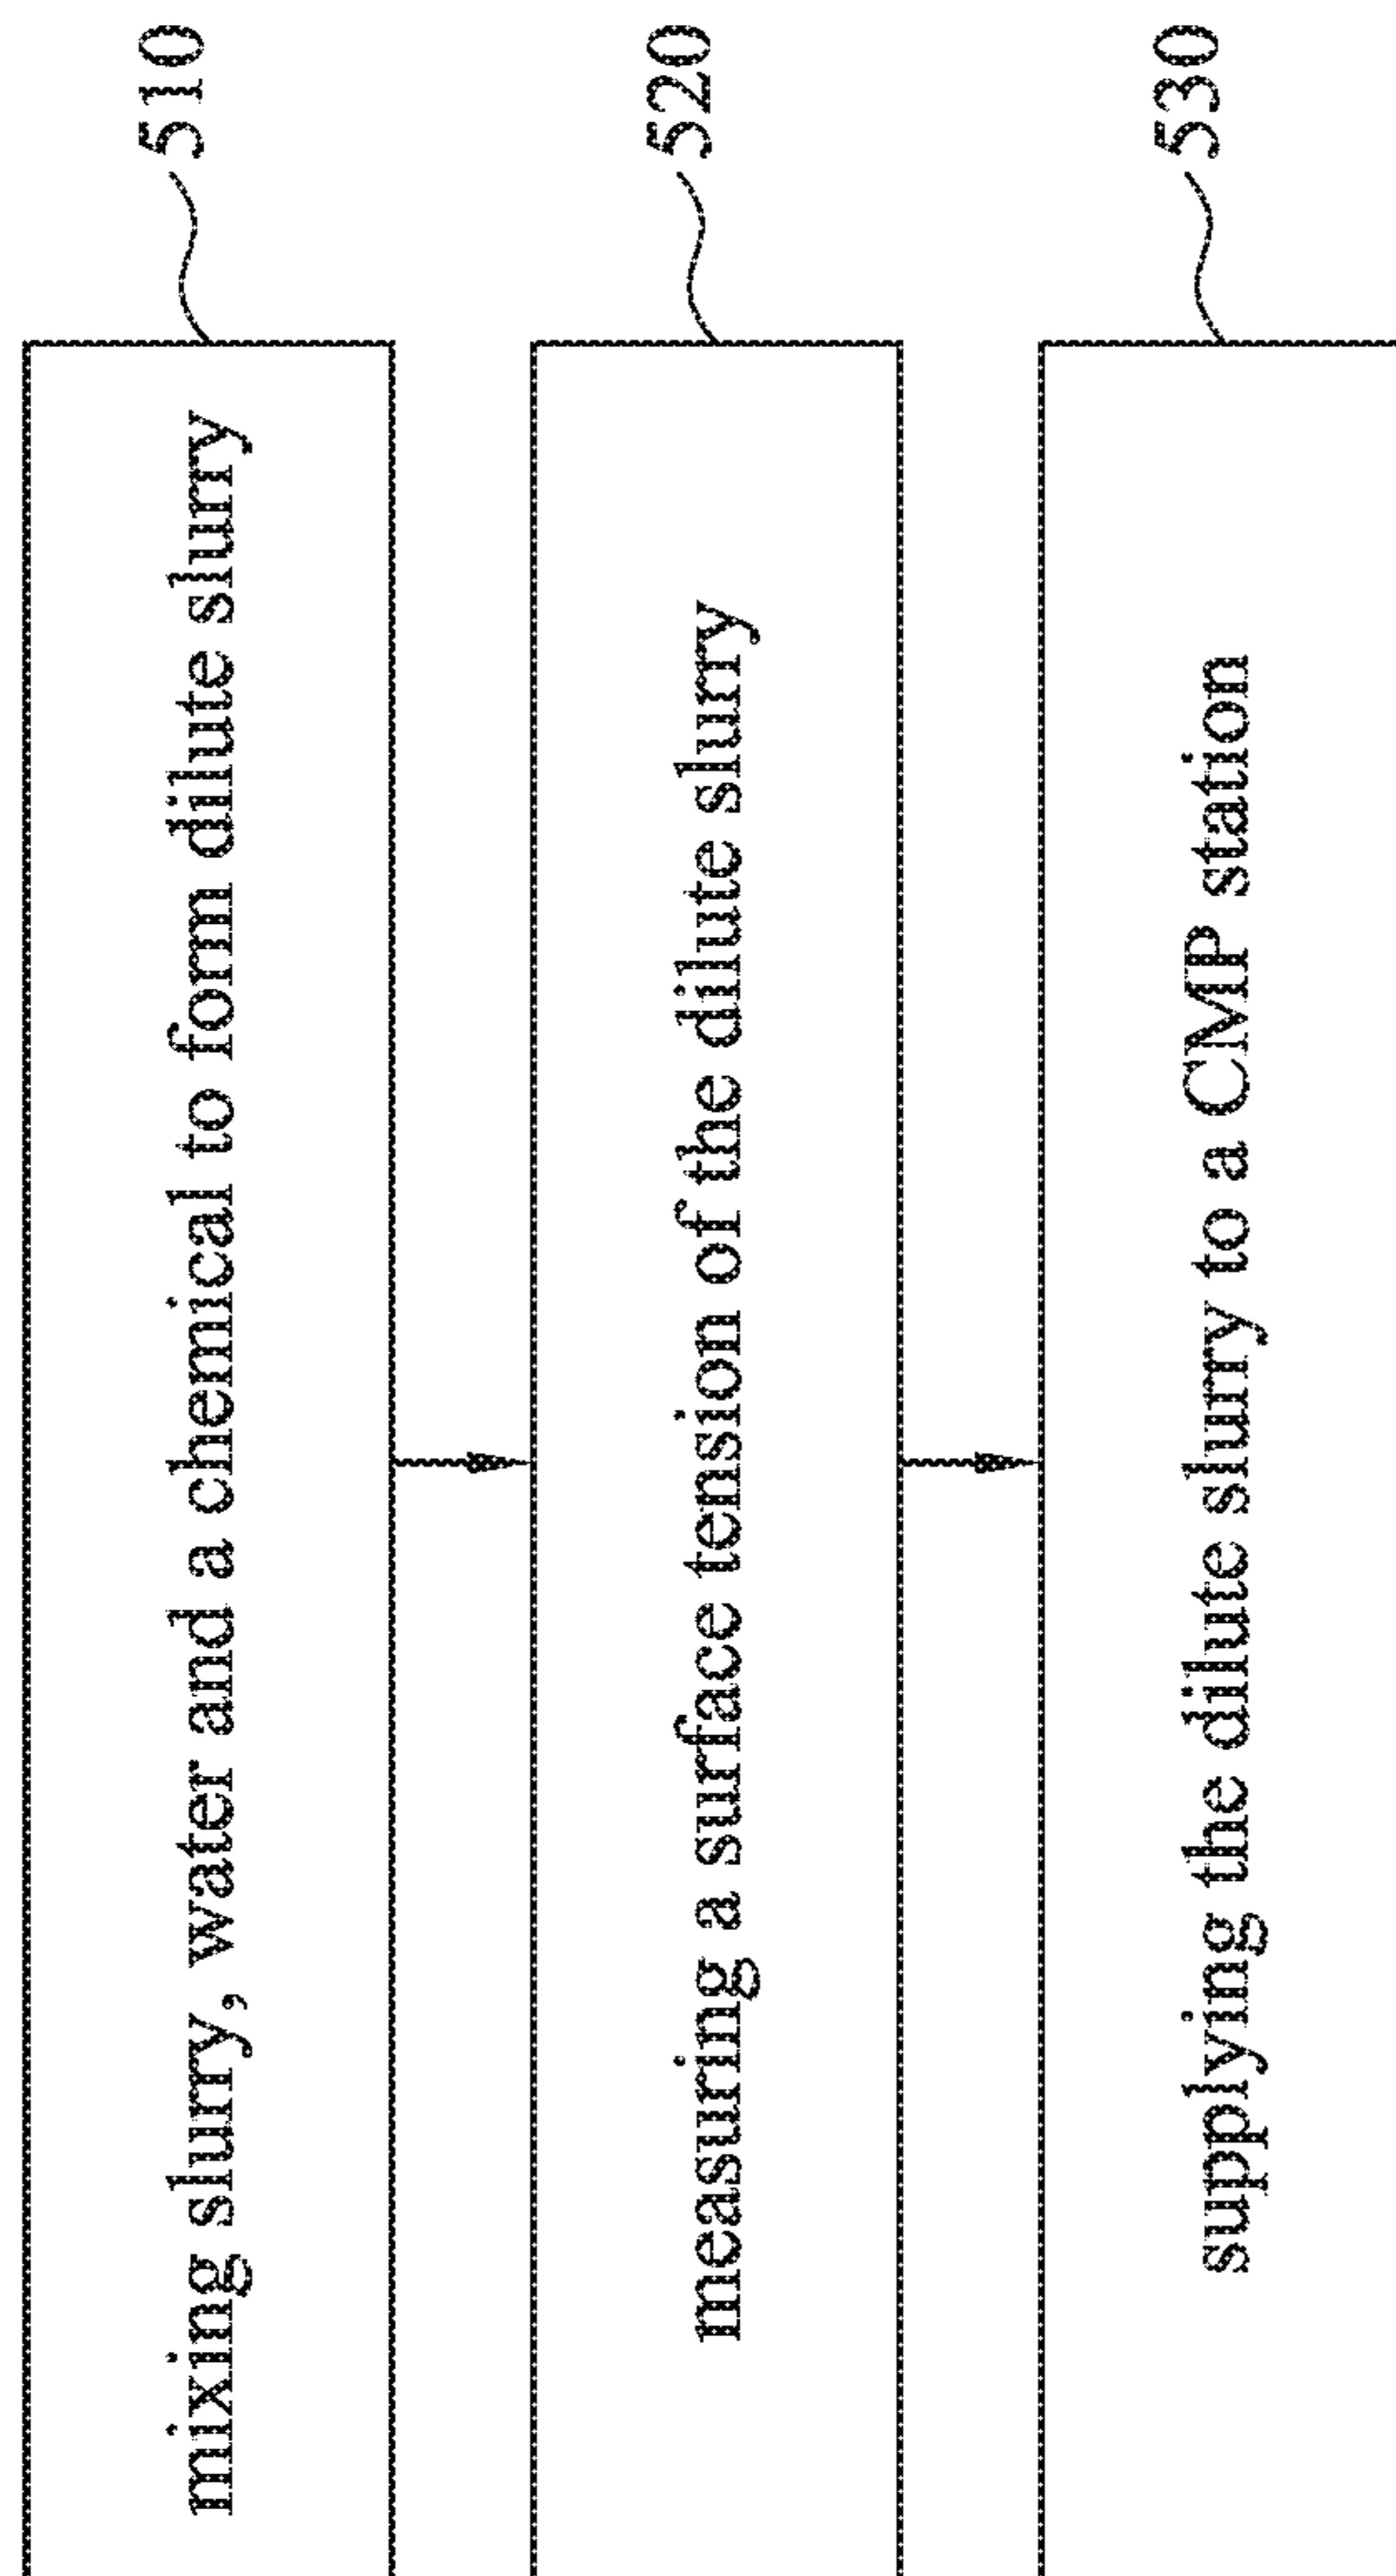 mixing slurry, water and a chemical to form dilute slurry
510
measuring a surface tension of the dilute slurry
520
supplying the dilute slurry to a CMP station
530